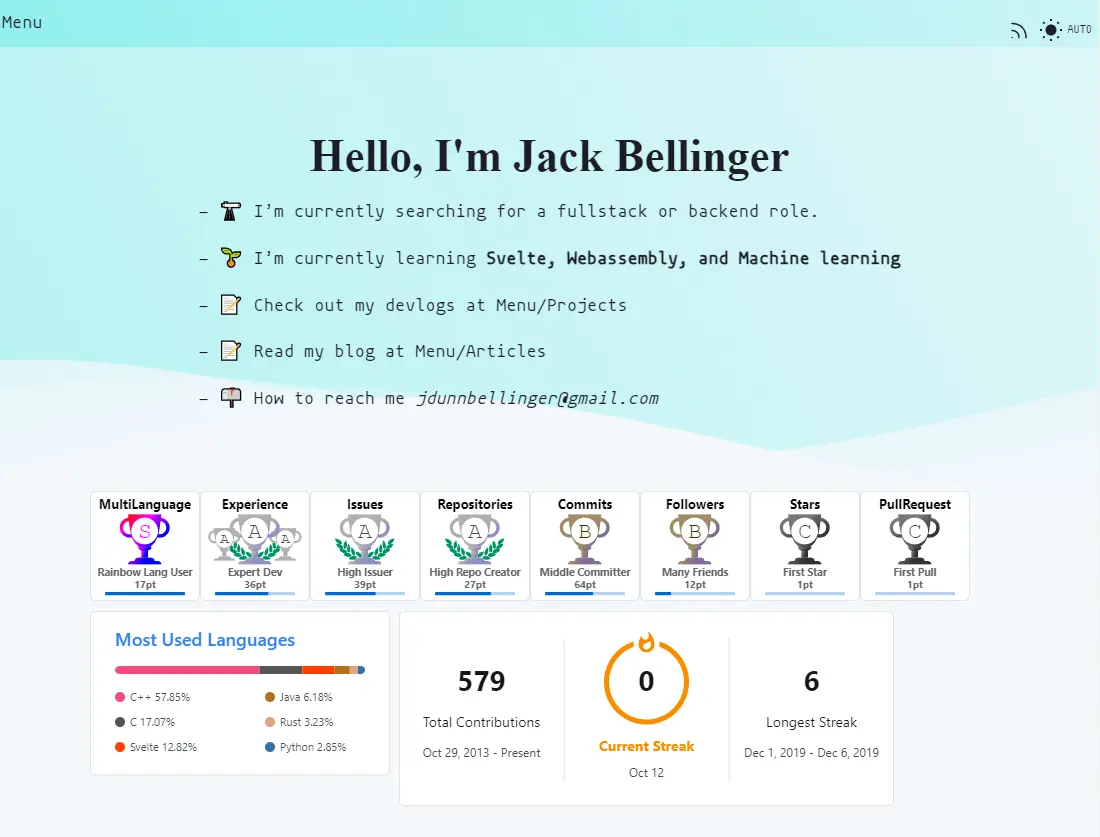 Menu
AUTO
Hello, I'm Jack Bellinger
– I’m currently searching for a fullstack or backend role.
– I’m currently learning Svelte, Webassembly, and Machine learning
– Check out my devlogs at Menu/Projects
– Read my blog at Menu/Articles
– How to reach me jdunnbellinger@gmail.com
MultiLanguage
S
Rainbow Lang User
17pt
Experience
A A A
Expert Dev
36pt
Issues
A
High Issuer
39pt
Repositories
A
High Repo Creator
27pt
Commits
B
Middle Committer
64pt
Followers
B
Many Friends
12pt
Stars
C
First Star
1pt
PullRequest
C
First Pull
1pt
Most Used Languages
C++ 57.85%
C 17.07%
Svelte 12.82%
Java 6.18%
Rust 3.23%
Python 2.85%
579
Total Contributions
Oct 29, 2013 - Present
0
Current Streak
Oct 12
6
Longest Streak
Dec 1, 2019 - Dec 6, 2019